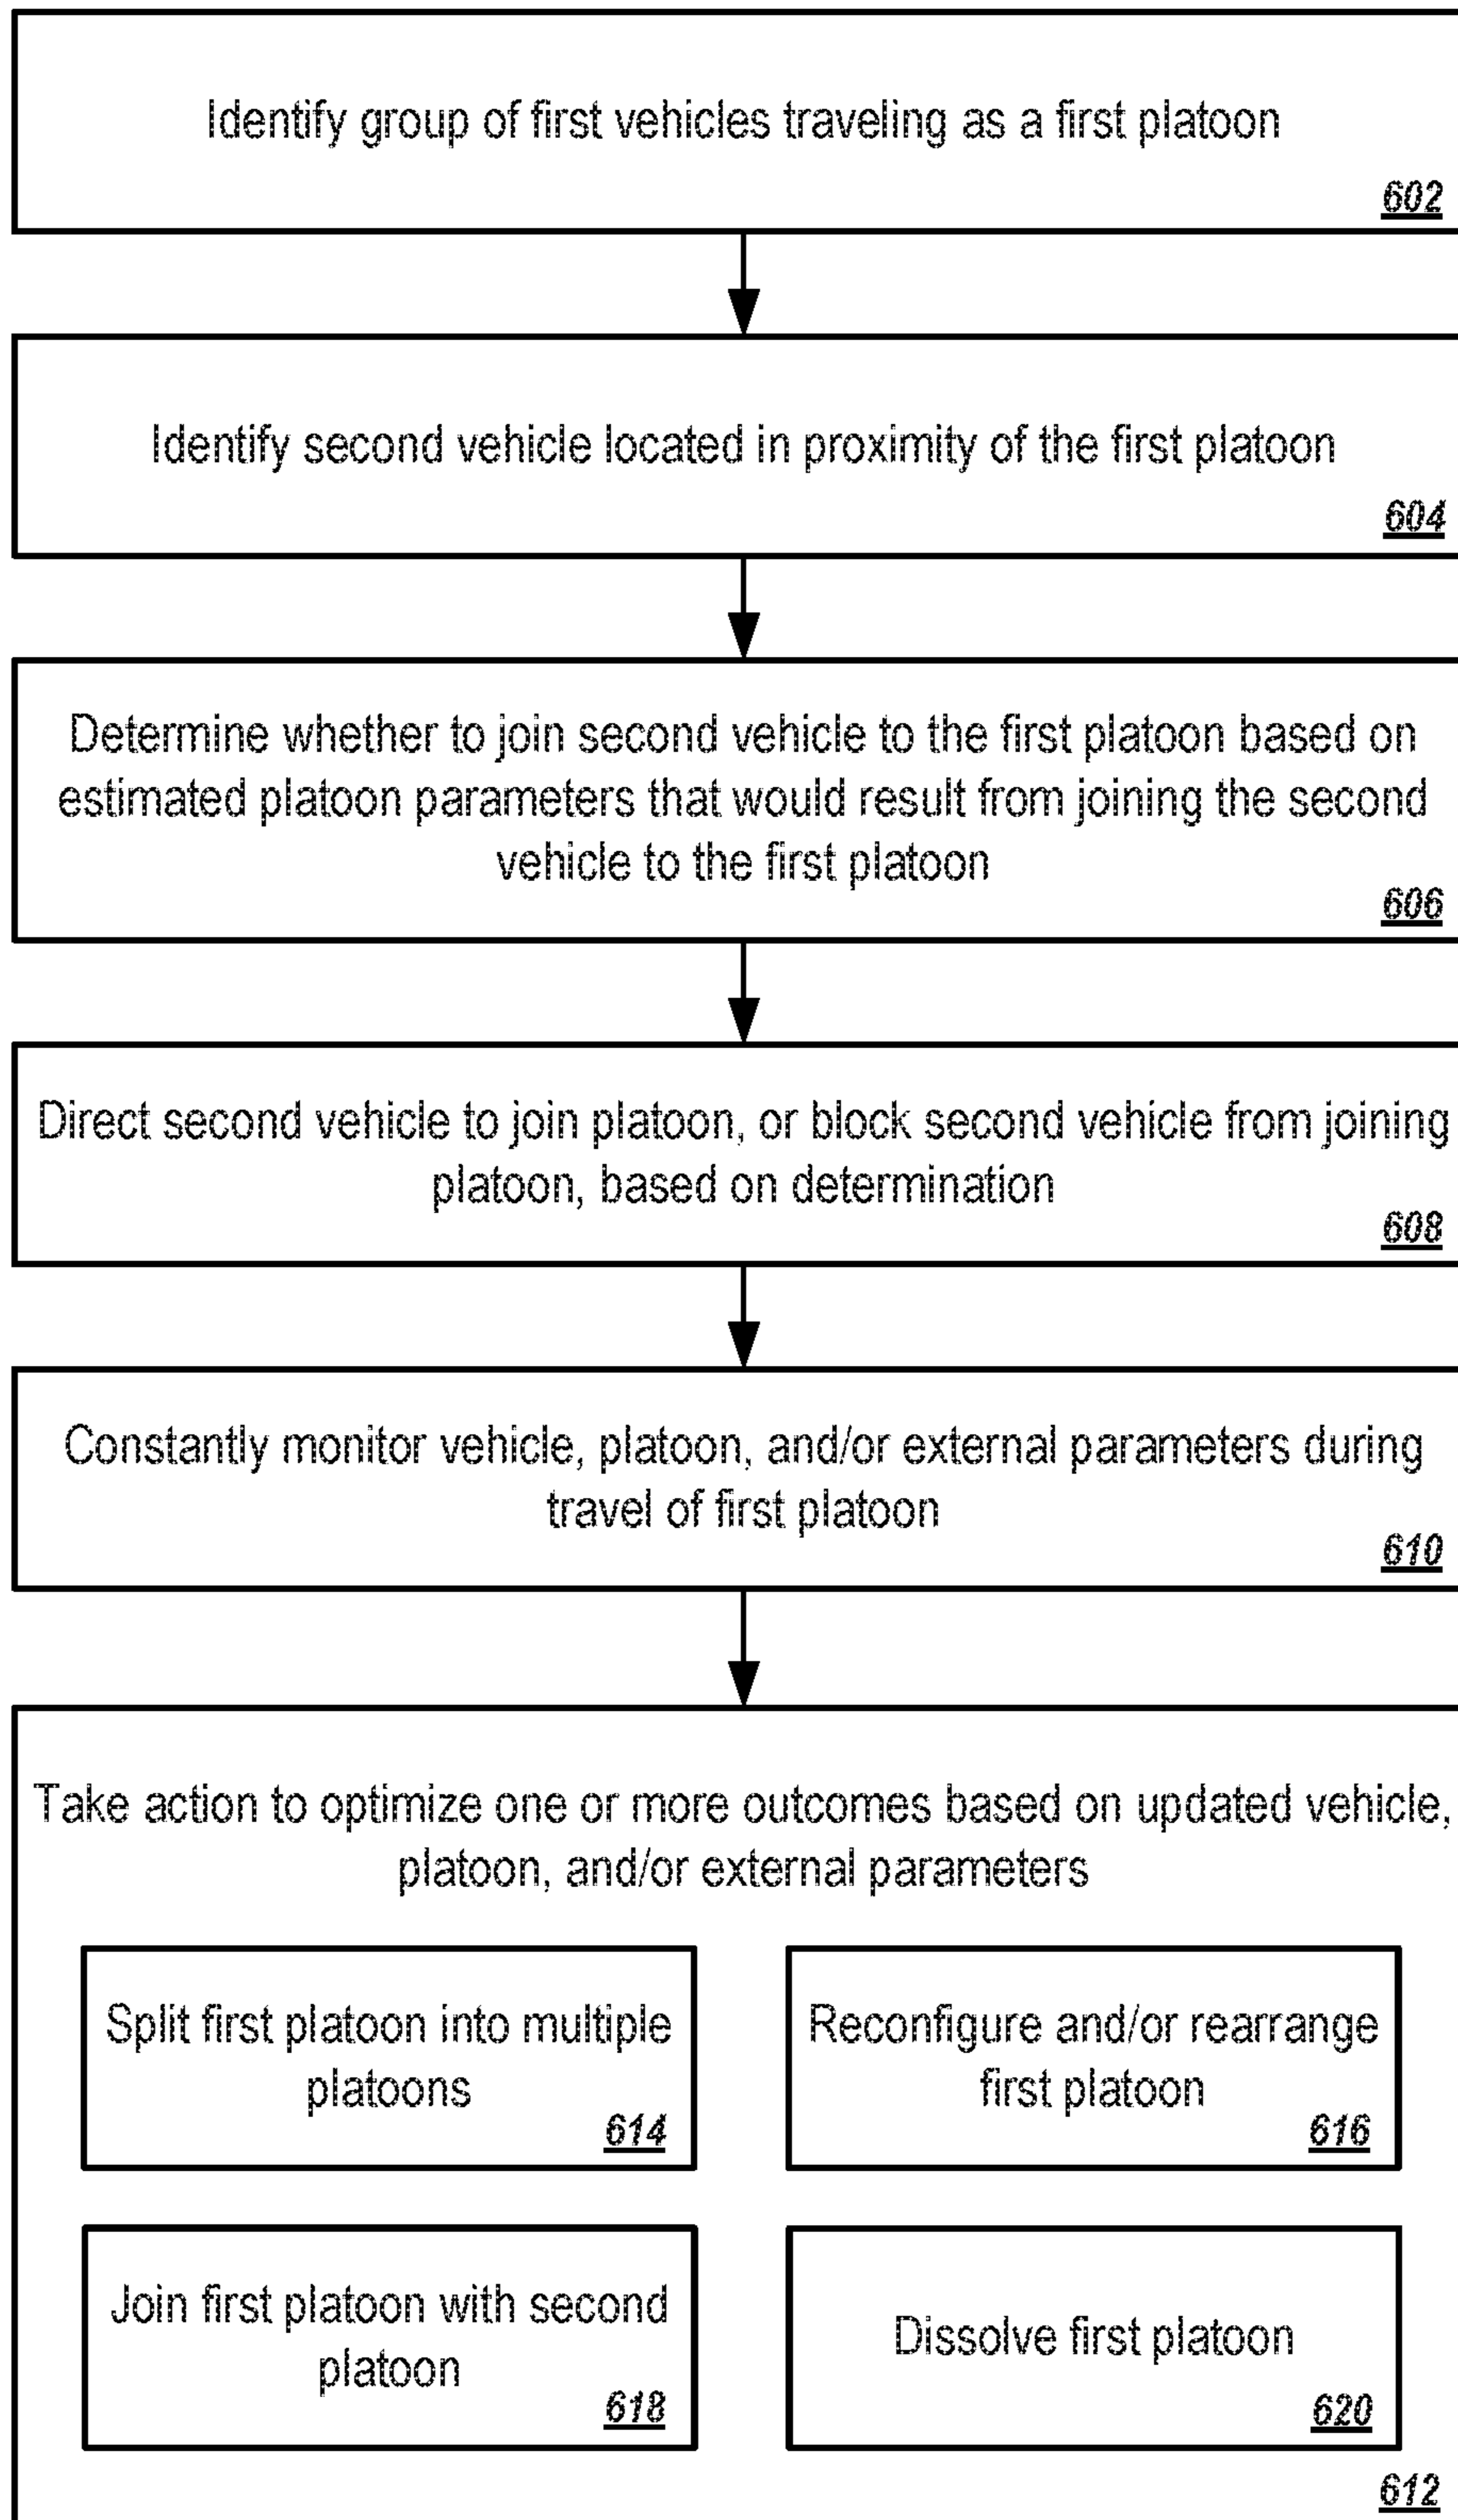 Identify group of first vehicles traveling as a first platoon
602
Identify second vehicle located in proximity of the first platoon
604
Determine whether to join second vehicle to the first platoon based on
estimated platoon parameters that would result from joining the second
vehicle to the first platoon
606
Direct second vehicle to join platoon, or block second vehicle from joining
platoon, based on determination
608
Constantly monitor vehicle, platoon, and/or external parameters during
travel of first platoon
610
Take action to optimize one or more outcomes based on updated vehicle,
platoon, and/or external parameters
Split first platoon into multiple
platoons
614
Reconfigure and/or rearrange
first platoon
616
Join first platoon with second
platoon
618
Dissolve first platoon
620
612